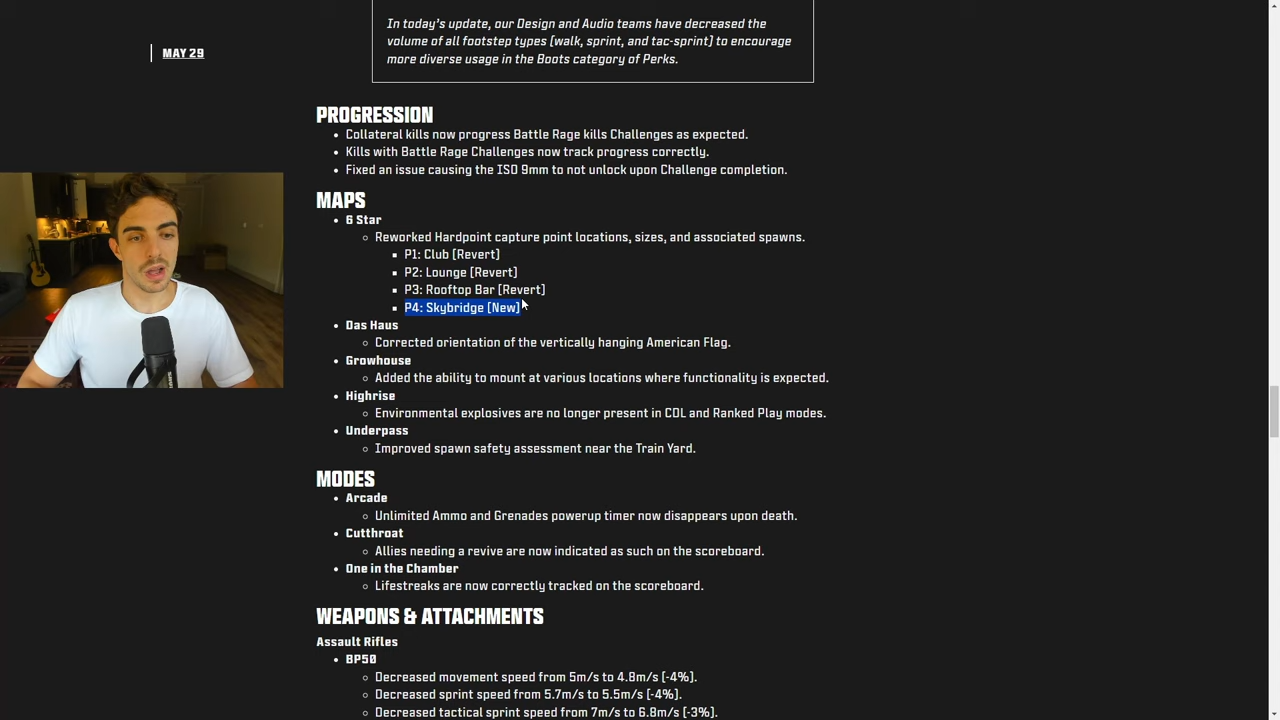 In today's update, our Design and Audio teams have decreased the
volume of all footstep types [walk, sprint, and tac-sprint] to encourage
more diverse usage in the Boots category of Perks.
MAY 29
PROGRESSION
• Collateral kills now progress Battle Rage kills Challenges as expected.
• Kills with Battle Rage Challenges now track progress correctly.
• Fixed an issue causing the ISO 9mm to not unlock upon Challenge completion.
MAPS
• 6 Star
○ Reworked Hardpoint capture point locations, sizes, and associated spawns.
▪ P1: Club [Revert]
▪ P2: Lounge [Revert]
▪ P3: Rooftop Bar [Revert]
▪ P4: Skybridge [New]
• Das Haus
○ Corrected orientation of the vertically hanging American Flag.
• Growhouse
○ Added the ability to mount at various locations where functionality is expected.
• Highrise
○ Environmental explosives are no longer present in CDL and Ranked Play modes.
• Underpass
○ Improved spawn safety assessment near the Train Yard.
MODES
• Arcade
○ Unlimited Ammo and Grenades powerup timer now disappears upon death.
• Cutthroat
○ Allies needing a revive are now indicated as such on the scoreboard.
• One in the Chamber
○ Lifestreaks are now correctly tracked on the scoreboard.
WEAPONS & ATTACHMENTS
Assault Rifles
• BP50
○ Decreased movement speed from 5m/s to 4.8m/s [-4%].
○ Decreased sprint speed from 5.7m/s to 5.5m/s [-4%].
○ Decreased tactical sprint speed from 7m/s to 6.8m/s [-3%].